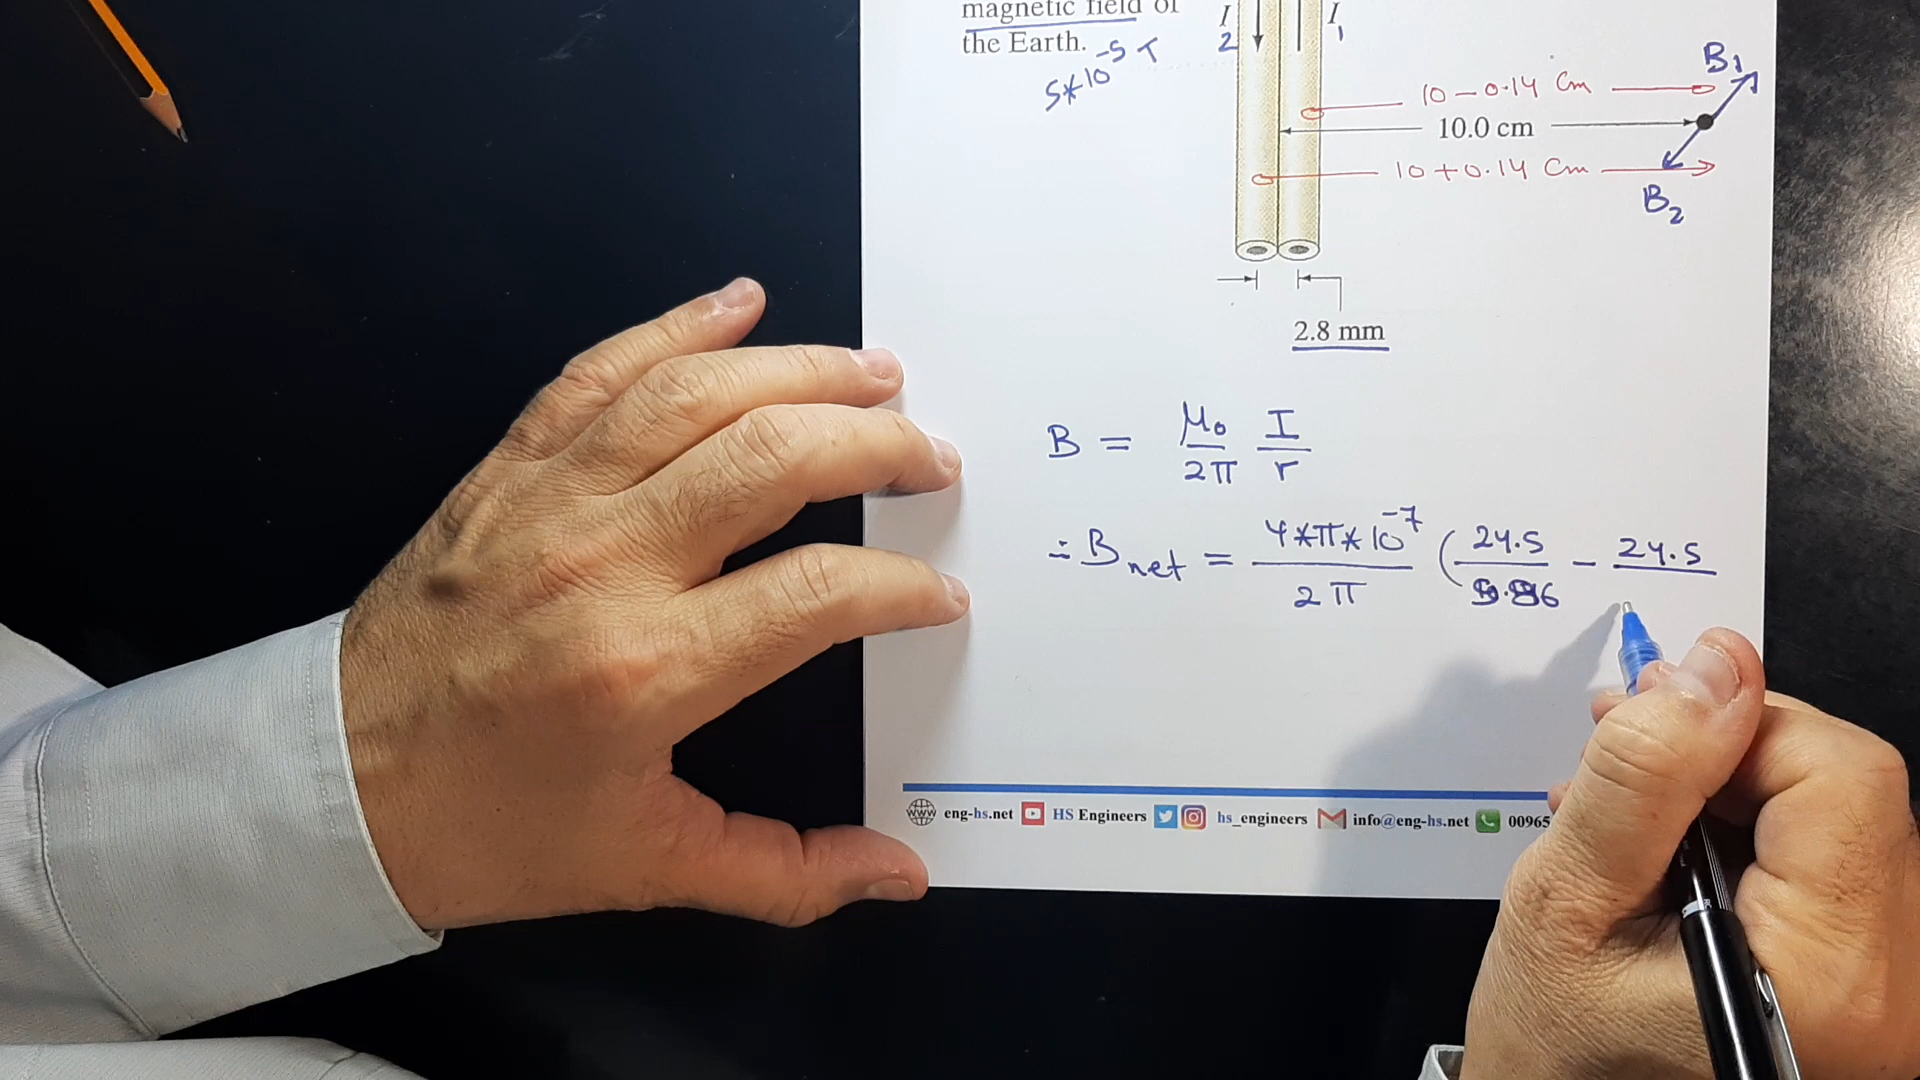 magnetic field of
the Earth.
5*10^-5 T
I
2
I
1
B1
10 - 0.14 Cm
10.0 cm
10 + 0.14 Cm
B2
2.8 mm
B = μ0/2π I/r
∴ Bnet = 4*π*10^-7 / 2π (24.5/9.86 - 24.5/
www eng-hs.net HS Engineers hs_engineers info@eng-hs.net 00965